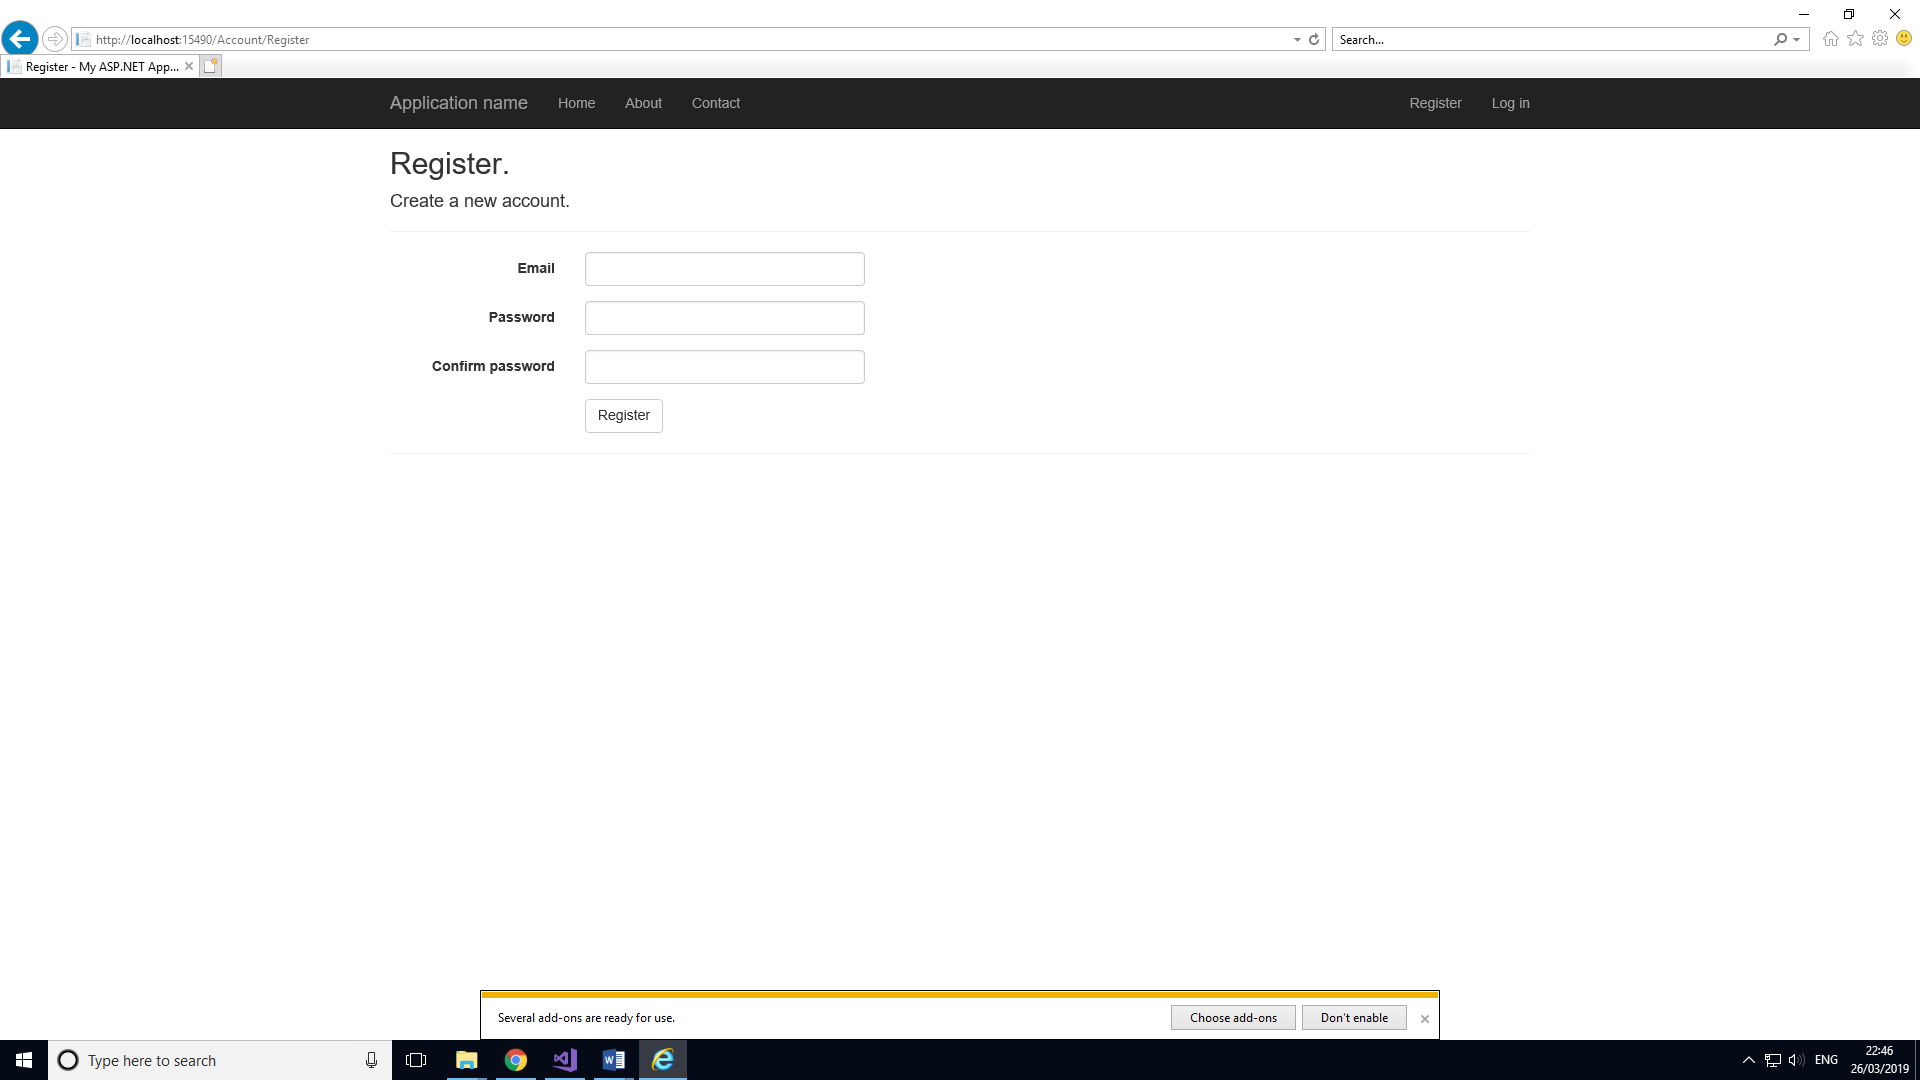 http://localhost:15490/Account/Register
Search...
Register - My ASP.NET App...
Application name Home About Contact Register Log in
Register.
Create a new account.
Email
Password
Confirm password
Register
Several add-ons are ready for use. Choose add-ons Don't enable
Type here to search
ENG
22:46
26/03/2019